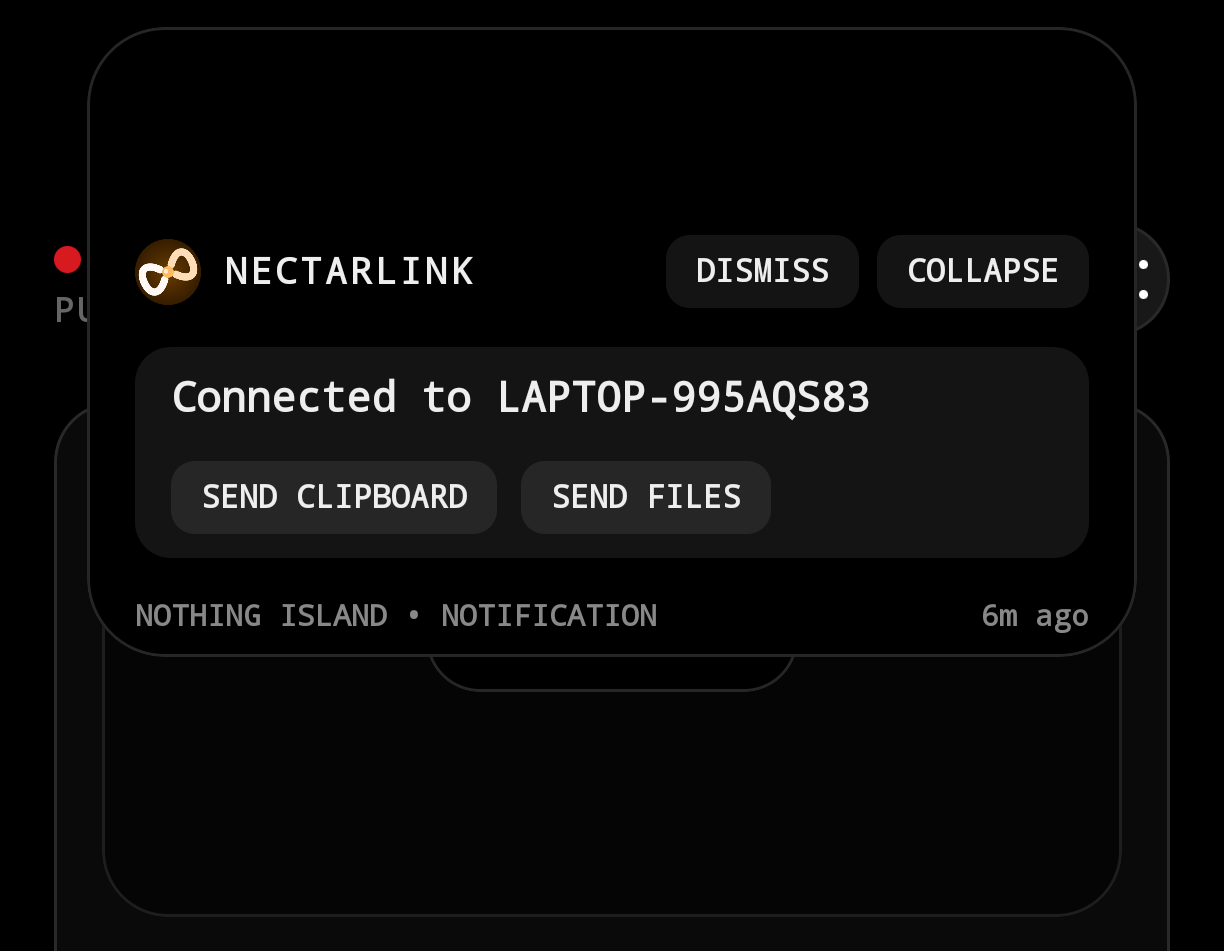 NECTARLINK
DISMISS
COLLAPSE
Connected to LAPTOP-995AQS83
SEND CLIPBOARD
SEND FILES
NOTHING ISLAND • NOTIFICATION
6m ago